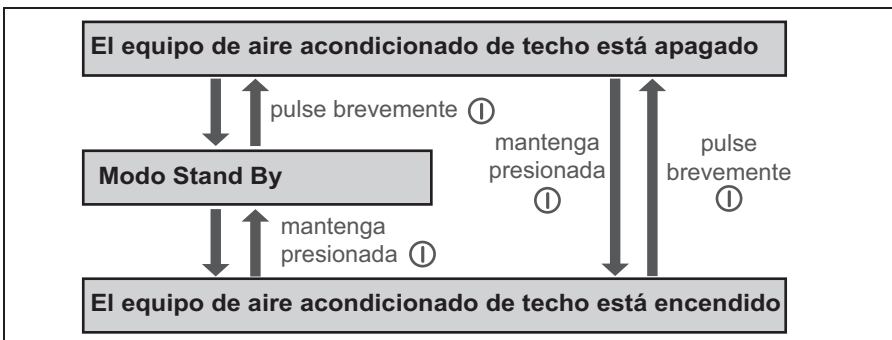 El equipo de aire acondicionado de techo está apagado
pulse brevemente
Modo Stand By
mantenga
presionada
pulse
brevemente
mantenga
presionada
El equipo de aire acondicionado de techo está encendido